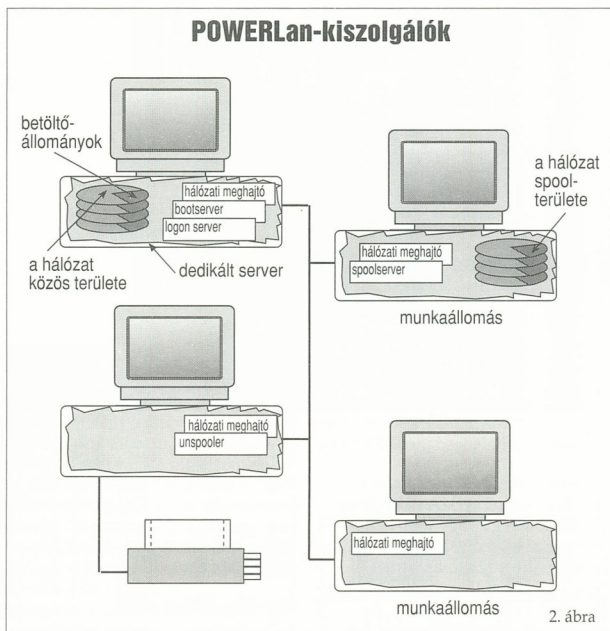 POWERLan-kiszolgálók
betöltő-
állományok
hálózati meghajtó
bootserver
logon server
a hálózat
közös területe
dedikált server
a hálózat
spool-
területe
hálózati meghajtó
spoolserver
munkaállomás
hálózati meghajtó
unspooler
hálózati meghajtó
munkaállomás
2. ábra